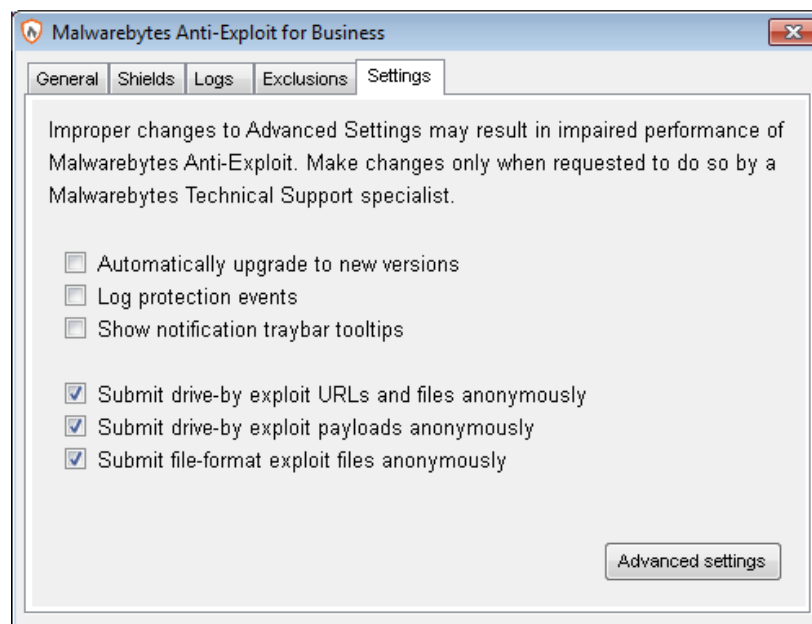 Malwarebytes Anti-Exploit for Business
General Shields Logs Exclusions Settings
Improper changes to Advanced Settings may result in impaired performance of
Malwarebytes Anti-Exploit. Make changes only when requested to do so by a
Malwarebytes Technical Support specialist.
Automatically upgrade to new versions
Log protection events
Show notification traybar tooltips
Submit drive-by exploit URLs and files anonymously
Submit drive-by exploit payloads anonymously
Submit file-format exploit files anonymously
Advanced settings